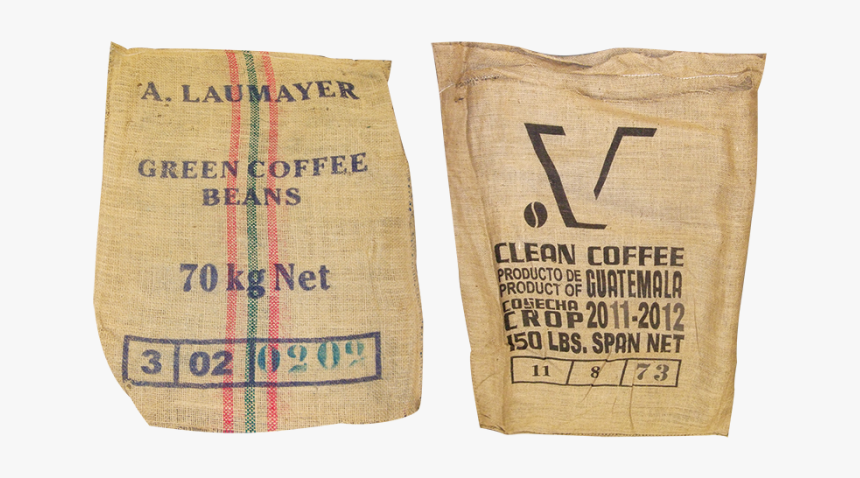 A. LAUMAYER
GREEN COFFEE
BEANS
70 kg Net
3 02 0202
CLEAN COFFEE
PRODUCTO DE
PRODUCT OF GUATEMALA
COSECHA
CROP 2011-2012
150 LBS. SPAN NET
11 8 73